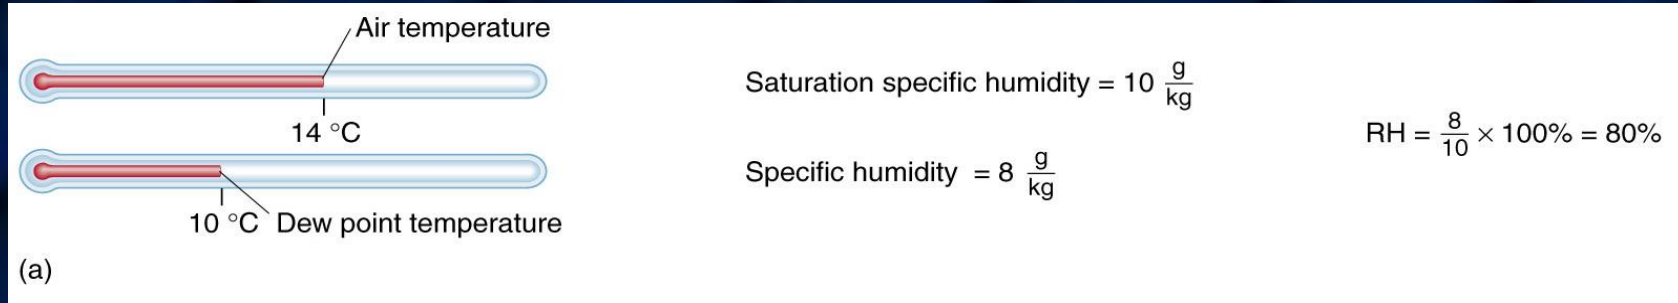 Air temperature
14 °C
10 °C Dew point temperature
(a)
Saturation specific humidity = 10 g/kg
Specific humidity = 8 g/kg
RH = 8/10 × 100% = 80%